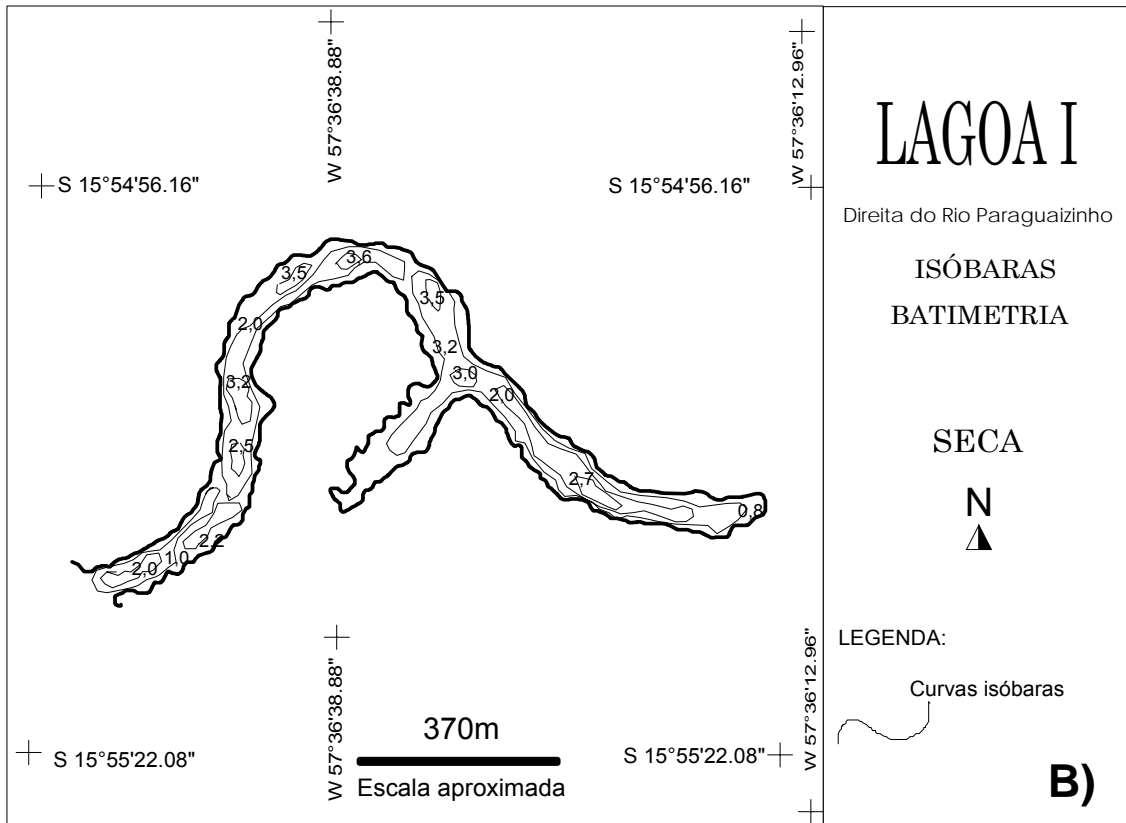 W 57°36'38.88"
W 57°36'12.96"
S 15°54'56.16"
S 15°54'56.16"
3,5
3,6
3,5
2,0
3,2
3,2
3,0
2,0
2,5
2,7
0,8
2,2
1,0
2,0
W 57°36'38.88"
W 57°36'12.96"
S 15°55'22.08"
S 15°55'22.08"
370m
Escala aproximada
LAGOA I
Direita do Rio Paraguaizinho
ISÓBARAS
BATIMETRIA
SECA
N
LEGENDA:
Curvas isóbaras
B)